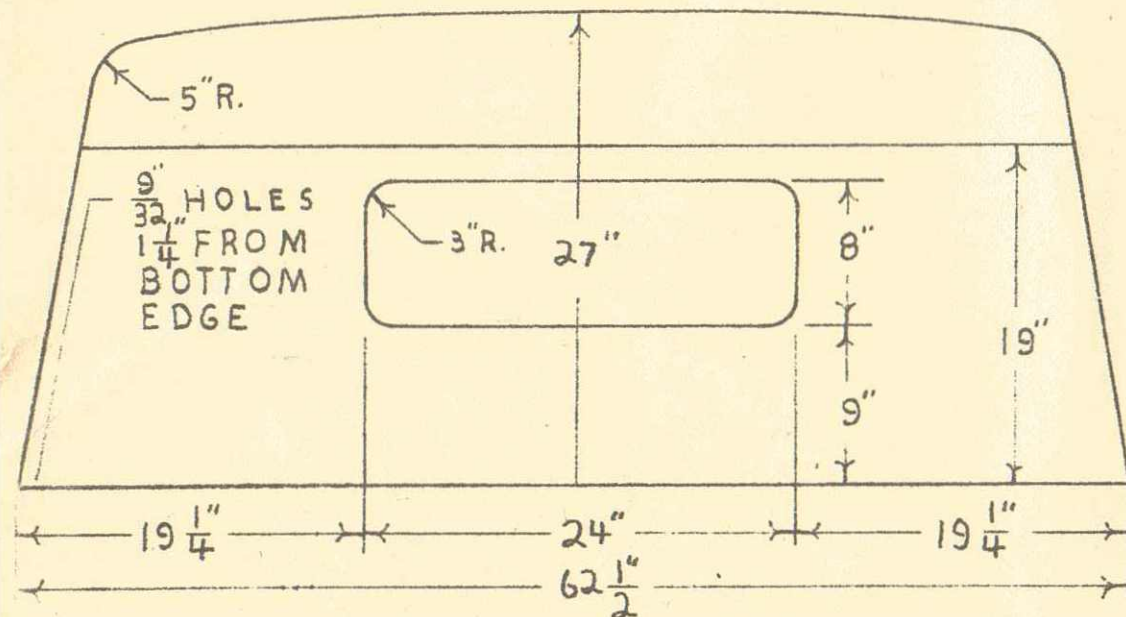 5"R.
9"/32 HOLES
1 1/4" FROM
BOTTOM
EDGE
3"R.
27"
8"
19"
9"
19 1/4"
24"
19 1/4"
62 1/2"